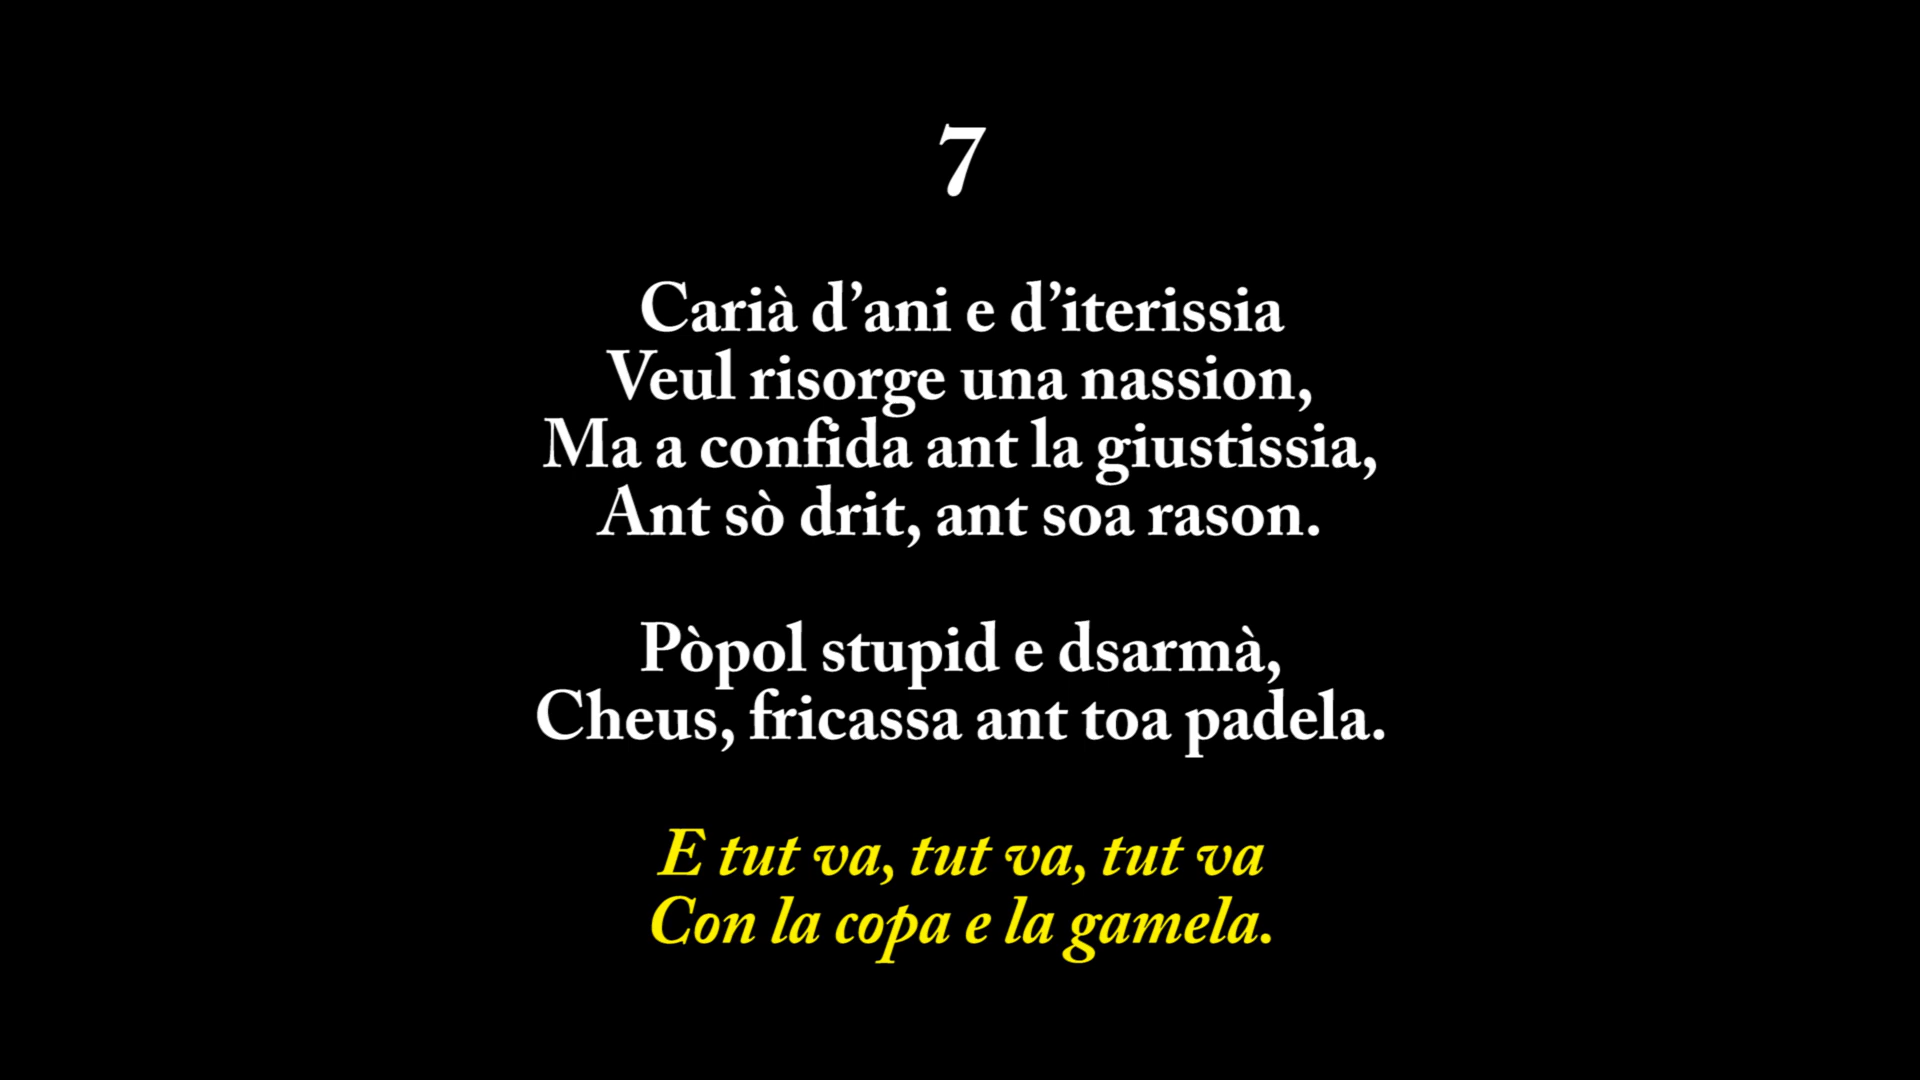 7
Carià d’ani e d’iterissia
Veul risorge una nassion,
Ma a confida ant la giustissia,
Ant sò drit, ant soa rason.
Pòpol stupid e dsarmà,
Cheus, fricassa ant toa padela.
E tut va, tut va, tut va
Con la copa e la gamela.